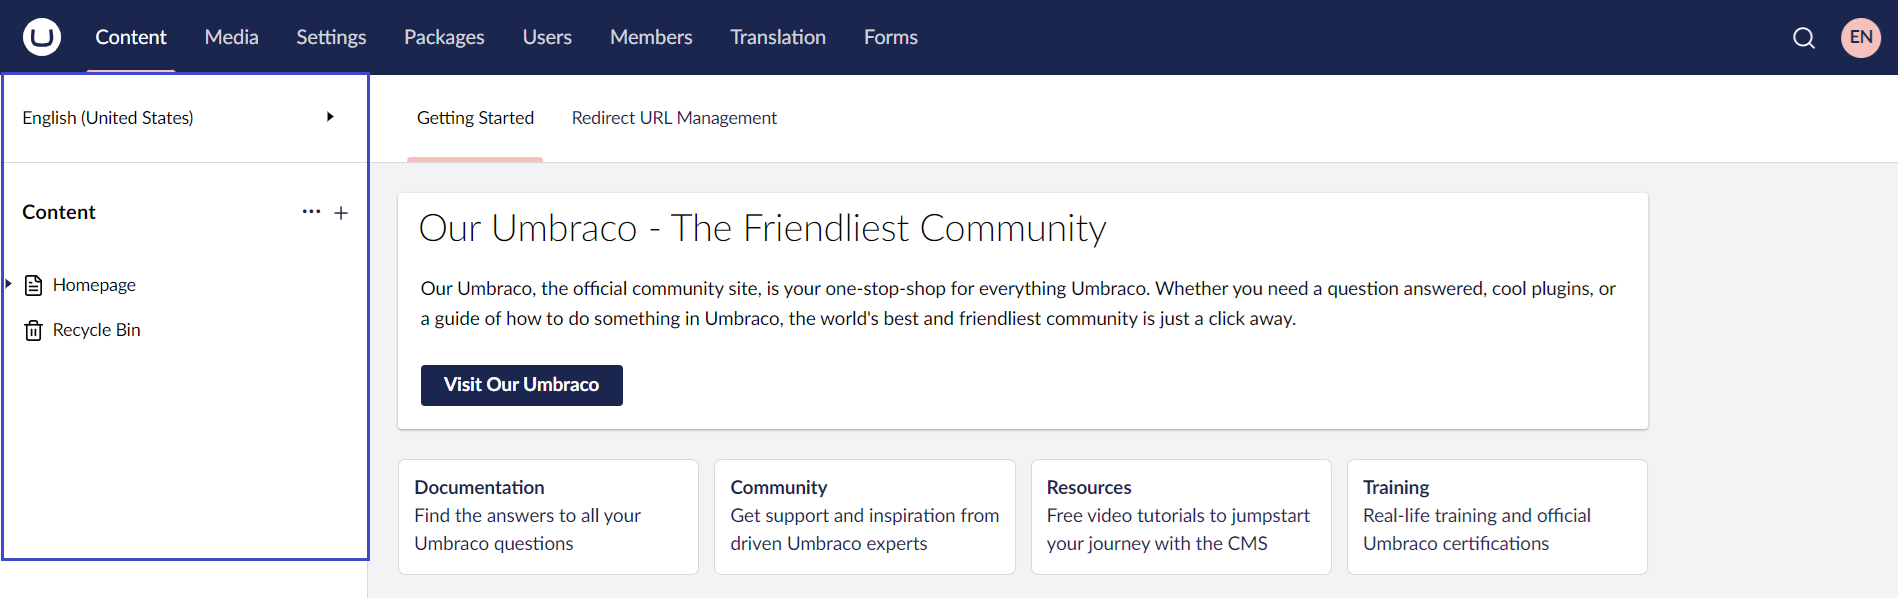 Content Media Settings Packages Users Members Translation Forms EN
English (United States)
Content
Homepage
Recycle Bin
Getting Started Redirect URL Management
Our Umbraco - The Friendliest Community
Our Umbraco, the official community site, is your one-stop-shop for everything Umbraco. Whether you need a question answered, cool plugins, or
a guide of how to do something in Umbraco, the world's best and friendliest community is just a click away.
Visit Our Umbraco
Documentation
Find the answers to all your
Umbraco questions
Community
Get support and inspiration from
driven Umbraco experts
Resources
Free video tutorials to jumpstart
your journey with the CMS
Training
Real-life training and official
Umbraco certifications